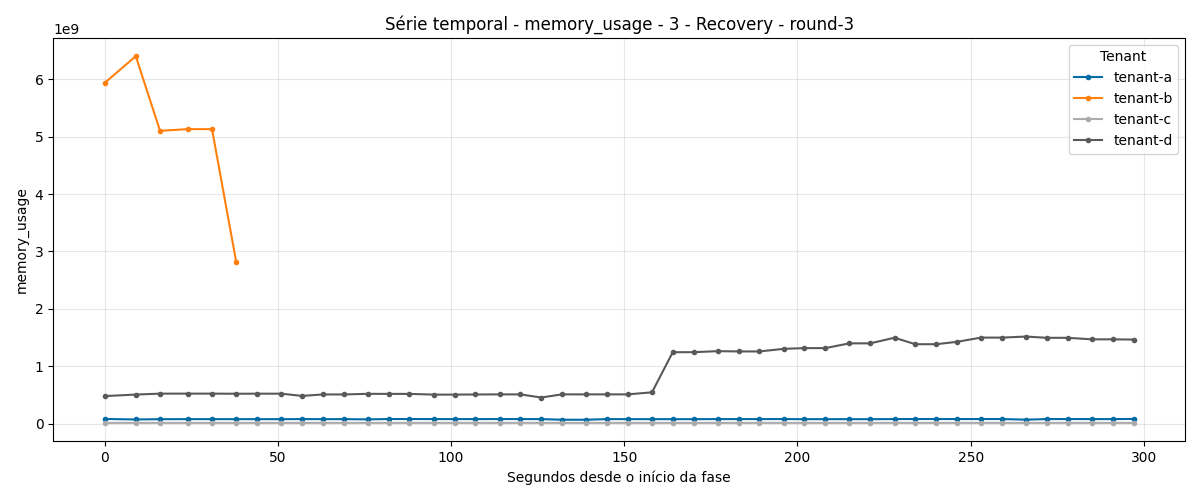 Série temporal - memory_usage - 3 - Recovery - round-3
1e9
6
5
4
3
2
1
0
memory_usage
0
50
100
150
200
250
300
Segundos desde o início da fase
Tenant
tenant-a
tenant-b
tenant-c
tenant-d